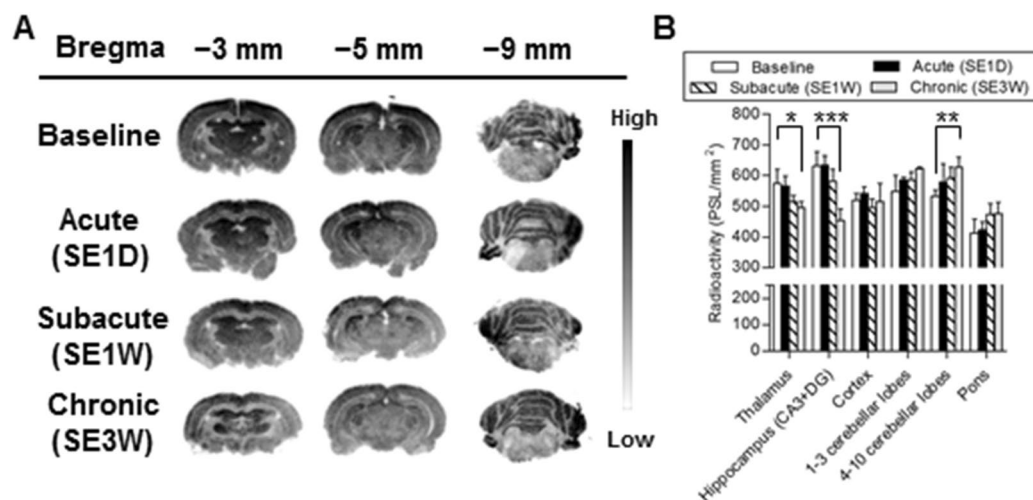 A
Bregma −3 mm −5 mm −9 mm
Baseline
Acute
(SE1D)
Subacute
(SE1W)
Chronic
(SE3W)
High
Low
B
Baseline Acute (SE1D)
Subacute (SE1W) Chronic (SE3W)
* *** **
Radioactivity (PSL/mm²)
800
700
600
500
400
300
200
100
0
Thalamus
Hippocampus (CA3+DG)
Cortex
1-3 cerebellar lobes
4-10 cerebellar lobes
Pons